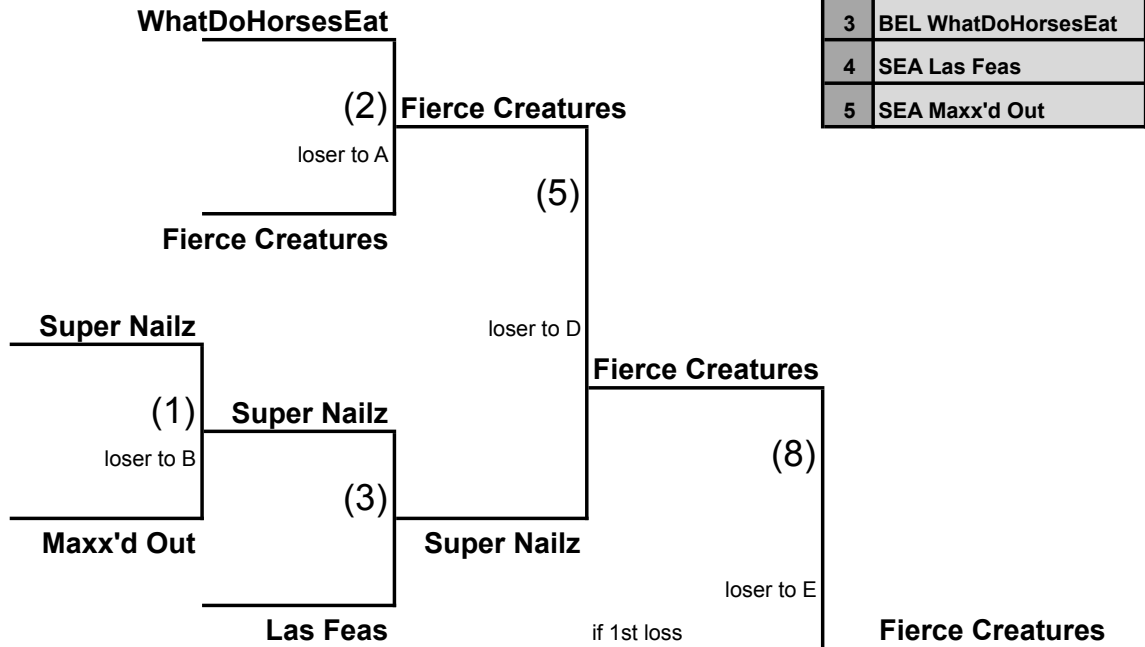 WhatDoHorsesEat
3 BEL WhatDoHorsesEat
4 SEA Las Feas
(2) Fierce Creatures
5 SEA Maxx'd Out
loser to A
(5)
Fierce Creatures
Super Nailz
loser to D
Fierce Creatures
(1) Super Nailz
loser to B
(8)
(3)
Maxx'd Out
Super Nailz
loser to E
Las Feas
if 1st loss
Fierce Creatures